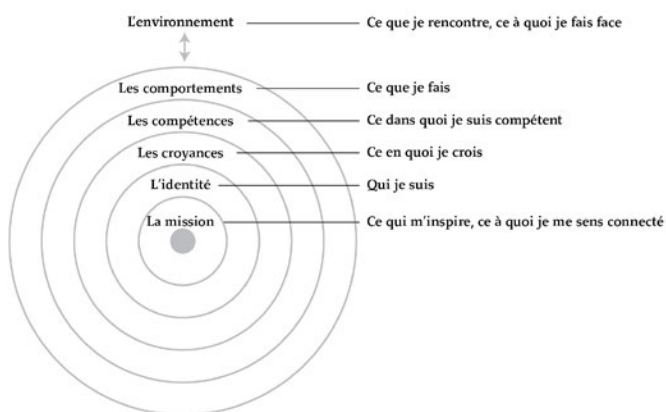 L'environnement Ce que je rencontre, ce à quoi je fais face
Les comportements Ce que je fais
Les compétences Ce dans quoi je suis compétent
Les croyances Ce en quoi je crois
L'identité Qui je suis
La mission Ce qui m'inspire, ce à quoi je me sens connecté